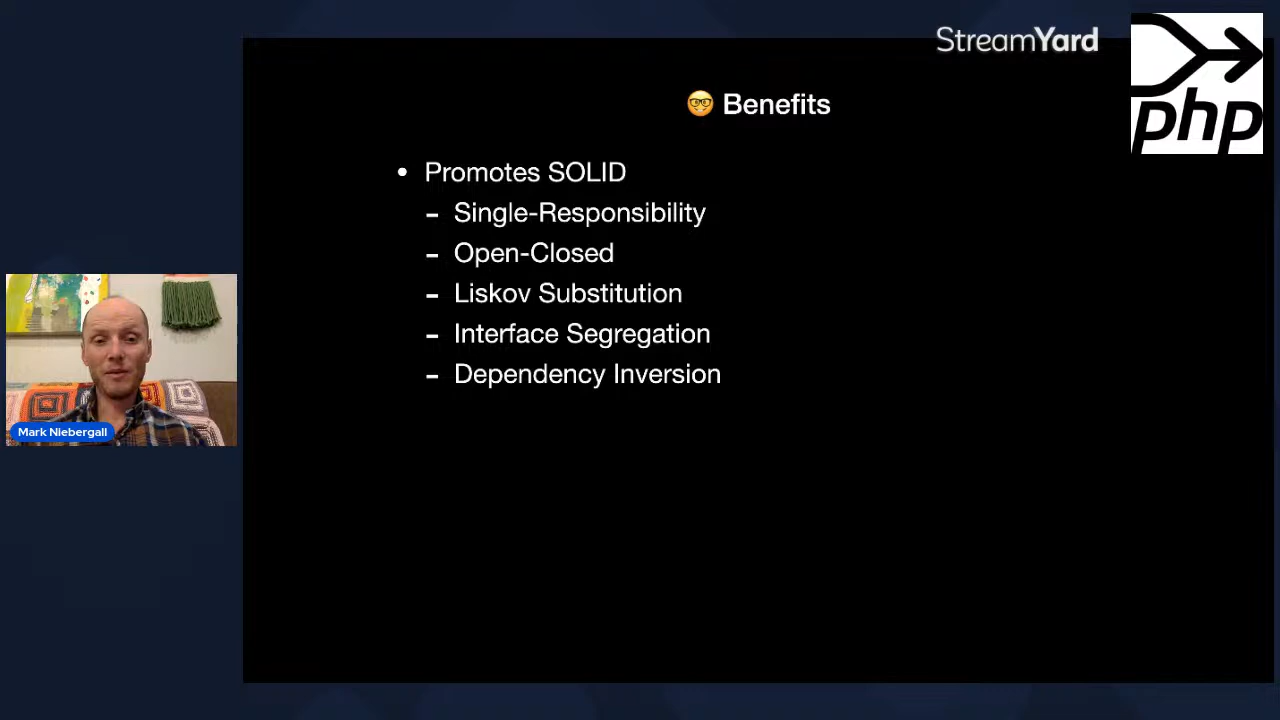 StreamYard
php
🤓 Benefits
• Promotes SOLID
- Single-Responsibility
- Open-Closed
- Liskov Substitution
- Interface Segregation
- Dependency Inversion
Mark Niebergall